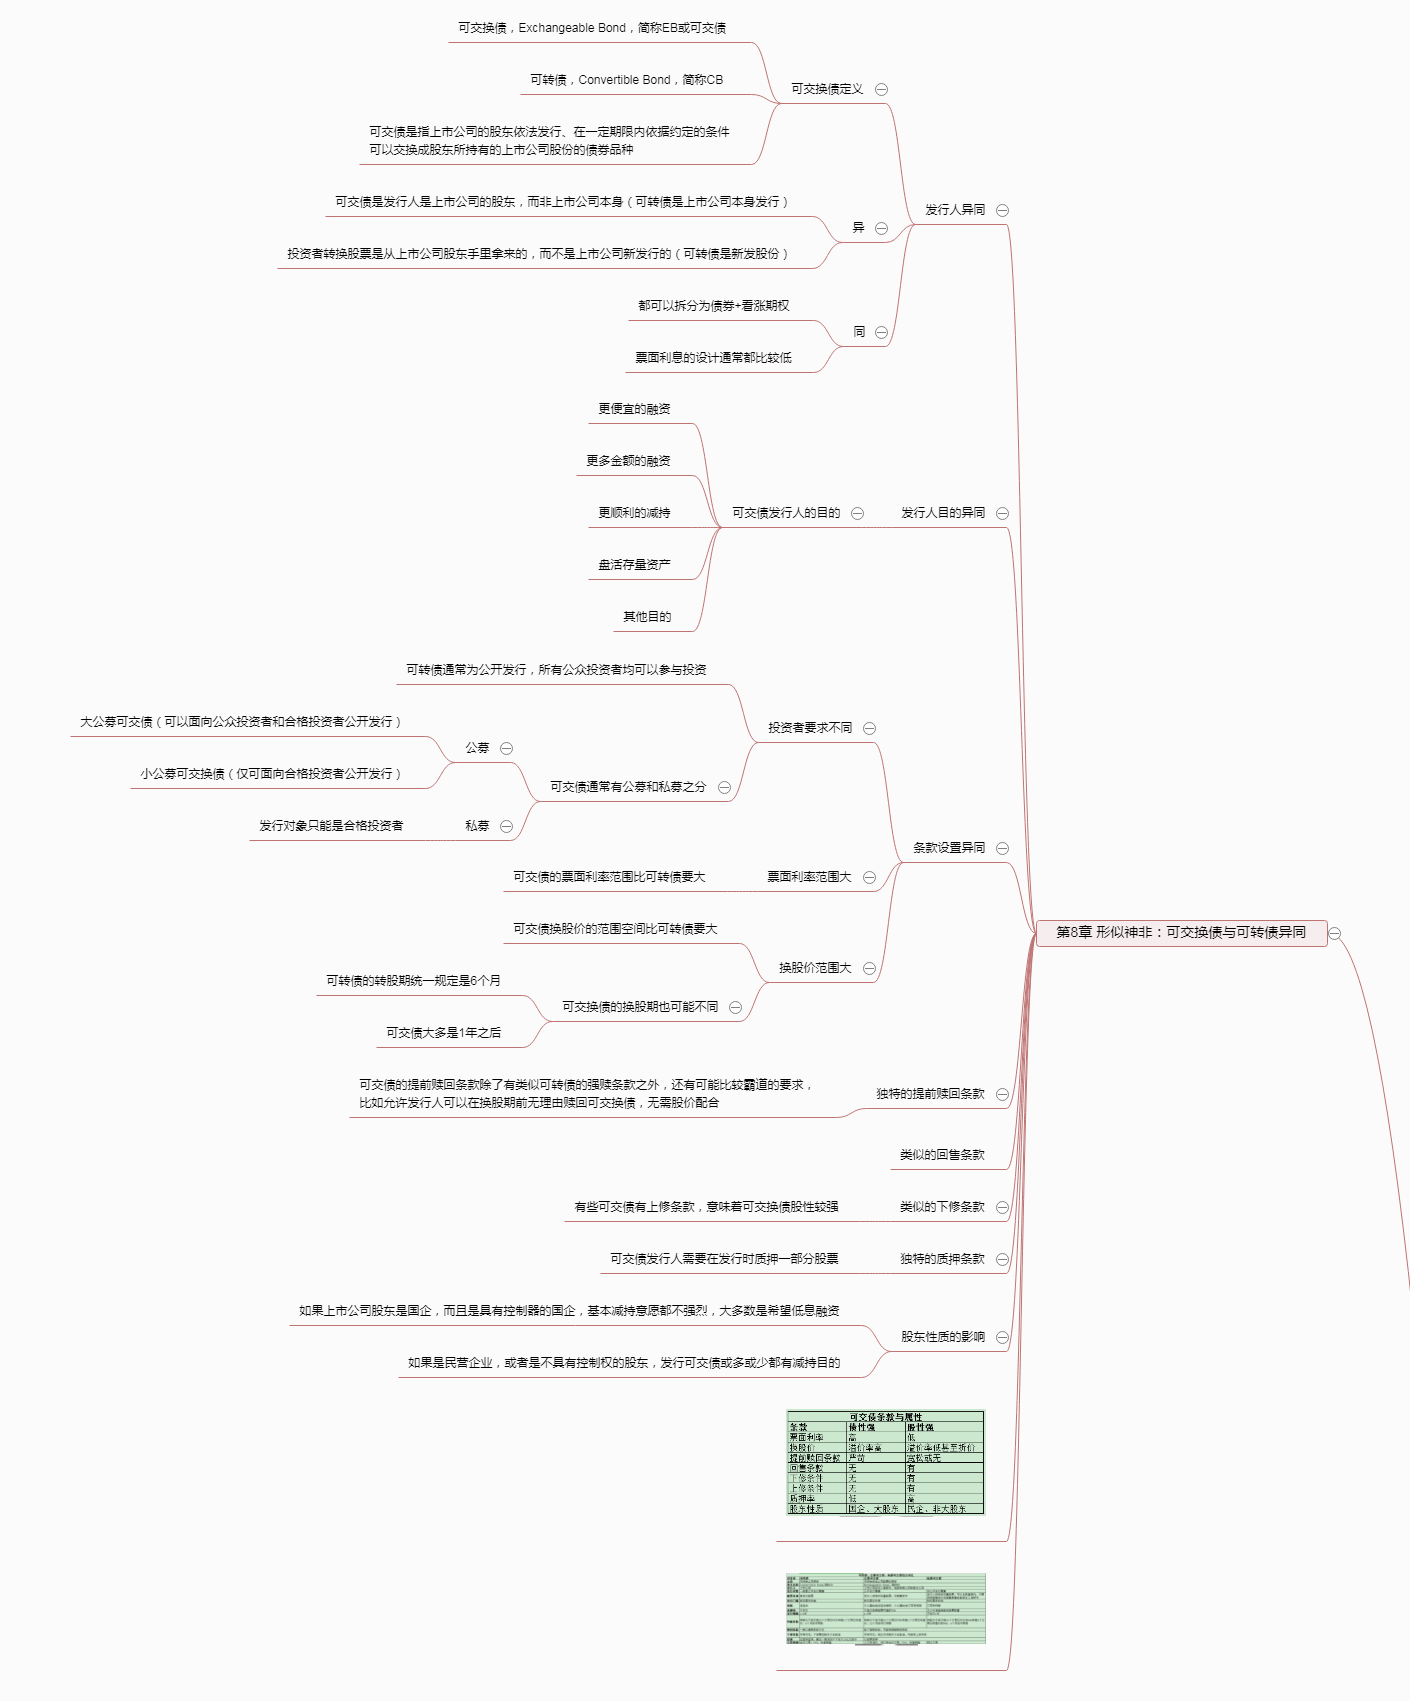 可交换债，Exchangeable Bond，简称EB或可交债
可转债，Convertible Bond，简称CB
可交换债定义
可交债是指上市公司的股东依法发行、在一定期限内依据约定的条件
可以交换成股东所持有的上市公司股份的债券品种
可交债是发行人是上市公司的股东，而非上市公司本身（可转债是上市公司本身发行）
发行人异同
异
投资者转换股票是从上市公司股东手里拿来的，而不是上市公司新发行的（可转债是新发股份）
都可以拆分为债券+看涨期权
同
票面利息的设计通常都比较低
更便宜的融资
更多金额的融资
更顺利的减持
可交债发行人的目的
发行人目的异同
盘活存量资产
其他目的
可转债通常为公开发行，所有公众投资者均可以参与投资
大公募可交债（可以面向公众投资者和合格投资者公开发行）
投资者要求不同
公募
小公募可交换债（仅可面向合格投资者公开发行）
可交债通常有公募和私募之分
发行对象只能是合格投资者
私募
条款设置异同
可交债的票面利率范围比可转债要大
票面利率范围大
可交债换股价的范围空间比可转债要大
第8章 形似神非：可交换债与可转债异同
换股价范围大
可转债的转股期统一规定是6个月
可交换债的换股期也可能不同
可交债大多是1年之后
可交债的提前赎回条款除了有类似可转债的强赎条款之外，还有可能比较霸道的要求，
比如允许发行人可以在换股期前无理由赎回可交换债，无需股价配合
独特的提前赎回条款
类似的回售条款
有些可交债有上修条款，意味着可交换债股性较强
类似的下修条款
可交债发行人需要在发行时质押一部分股票
独特的质押条款
如果上市公司股东是国企，而且是具有控制器的国企，基本减持意愿都不强烈，大多数是希望低息融资
股东性质的影响
如果是民营企业，或者是不具有控制权的股东，发行可交债或多或少都有减持目的
可交债条款与属性
条款 债性强 股性强
票面利率 高 低
换股价 溢价率高 溢价率低甚至折价
提前赎回条款 严苛 宽松或无
回售条款 无 有
下修条件 无 有
上修条件 无 有
质押率 低 高
股东性质 国企、大股东 民企、非大股东